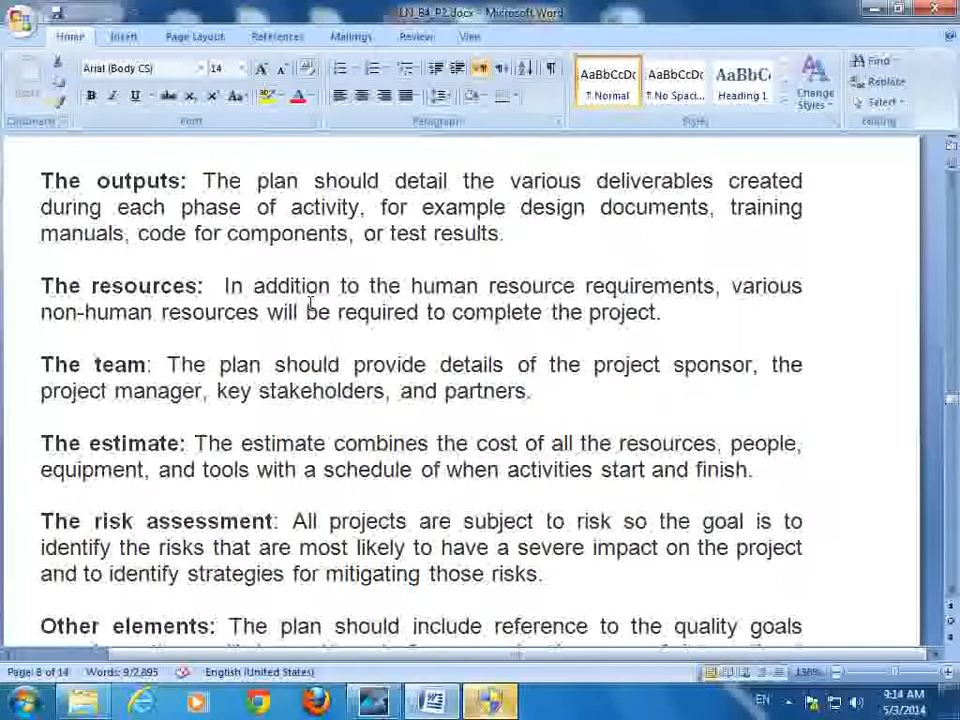 LN_B4_P2.docx - Microsoft Word
Home Insert Page Layout References Mailings Review View
Arial (Body CS) 14 Find
AaBbCcDc AaBbCcDc AaBbC Replace
Normal No Spaci... Heading 1 Change Styles Select
Font Paragraph Styles Editing
The outputs: The plan should detail the various deliverables created
during each phase of activity, for example design documents, training
manuals, code for components, or test results.
The resources: In addition to the human resource requirements, various
non-human resources will be required to complete the project.
The team: The plan should provide details of the project sponsor, the
project manager, key stakeholders, and partners.
The estimate: The estimate combines the cost of all the resources, people,
equipment, and tools with a schedule of when activities start and finish.
The risk assessment: All projects are subject to risk so the goal is to
identify the risks that are most likely to have a severe impact on the project
and to identify strategies for mitigating those risks.
Other elements: The plan should include reference to the quality goals
Page: 8 of 14 Words: 9/2,895 English (United States) 130%
EN 9:14 AM
5/3/2014